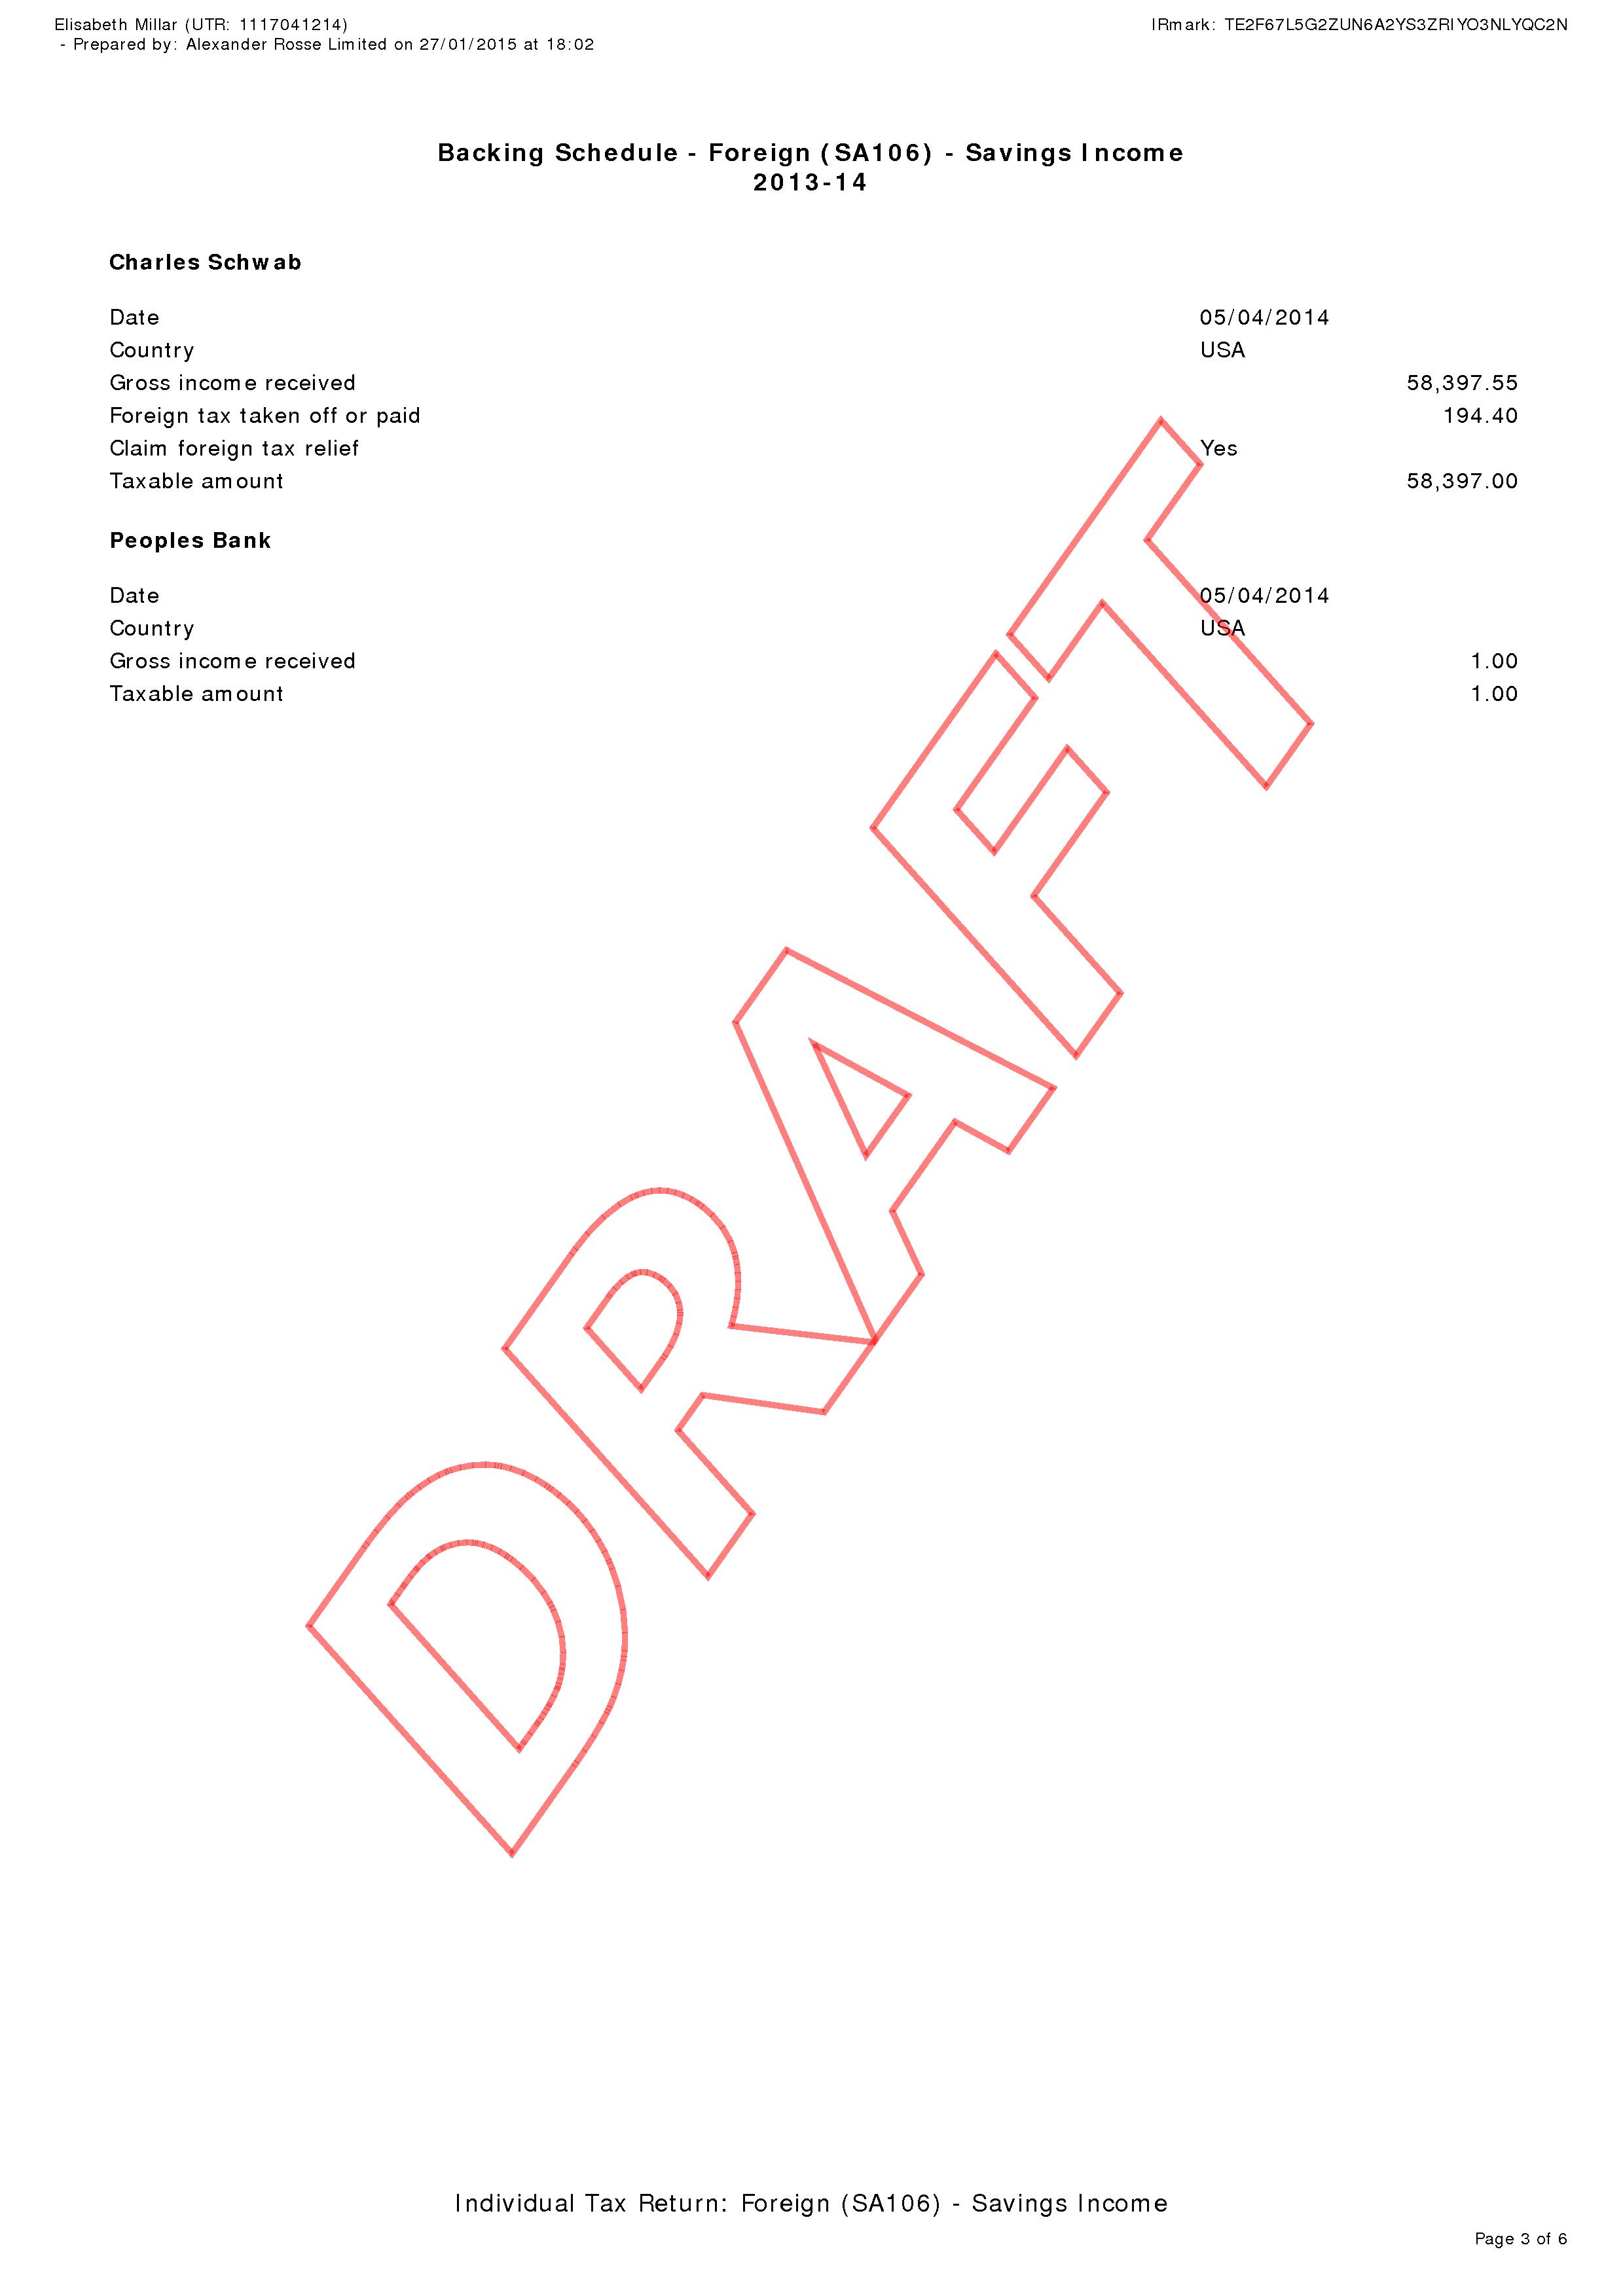 Elisabeth Millar (UTR: 1117041214)
- Prepared by: Alexander Rosse Limited on 27/01/2015 at 18:02
IRmark: TE2F67L5G2ZUN6A2YS3ZRIYO3NLYQC2N
Backing Schedule - Foreign (SA106) - Savings Income
2013-14
Charles Schwab
Date 05/04/2014
Country USA
Gross income received 58,397.55
Foreign tax taken off or paid 194.40
Claim foreign tax relief Yes
Taxable amount 58,397.00
Peoples Bank
Date 05/04/2014
Country USA
Gross income received 1.00
Taxable amount 1.00
DRAFT
Individual Tax Return: Foreign (SA106) - Savings Income
Page 3 of 6